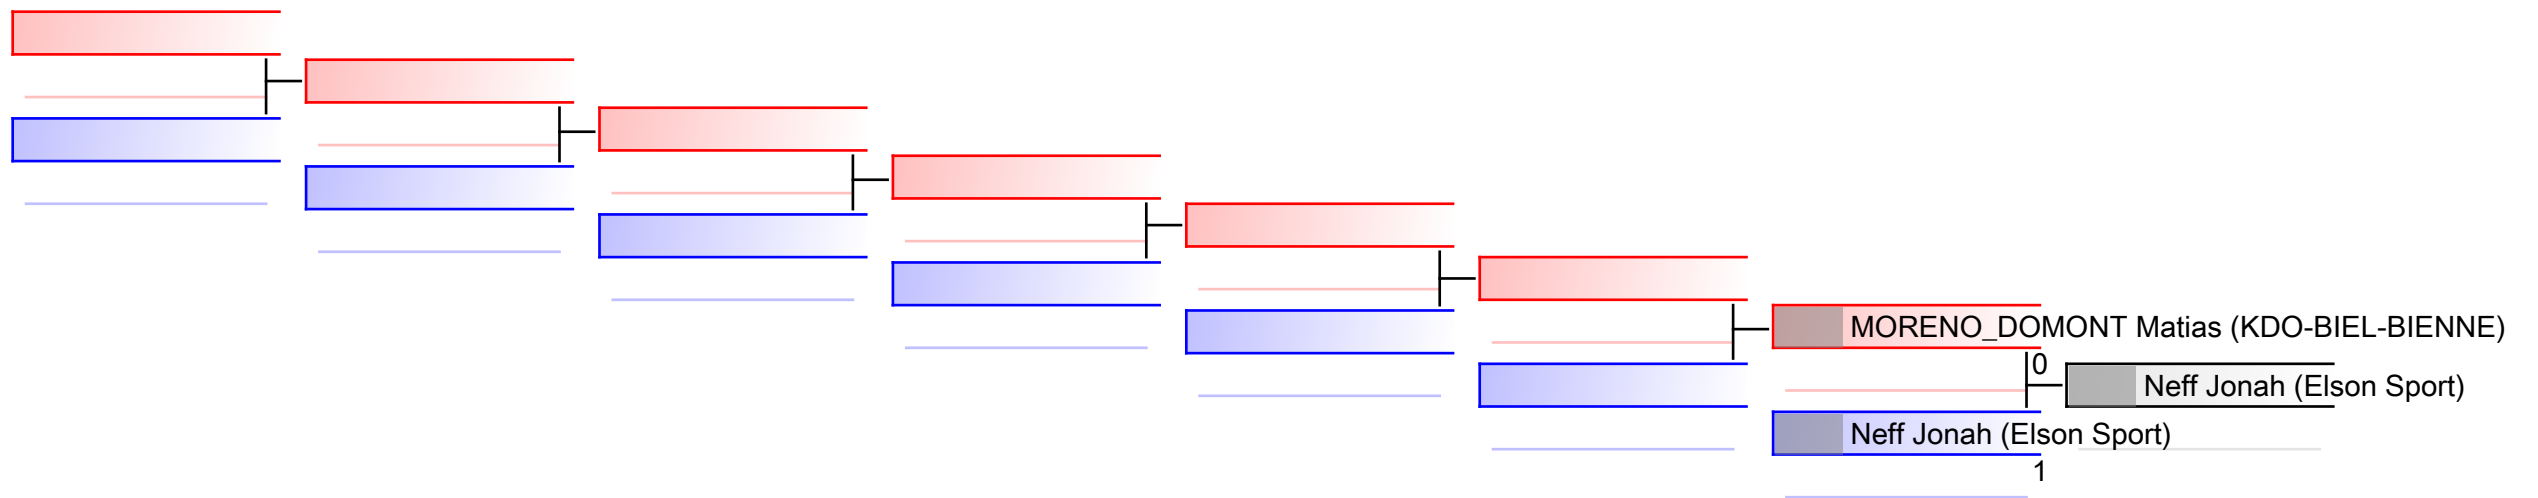 MORENO_DOMONT Matias (KDO-BIEL-BIENNE)
0
Neff Jonah (Elson Sport)
Neff Jonah (Elson Sport)
1